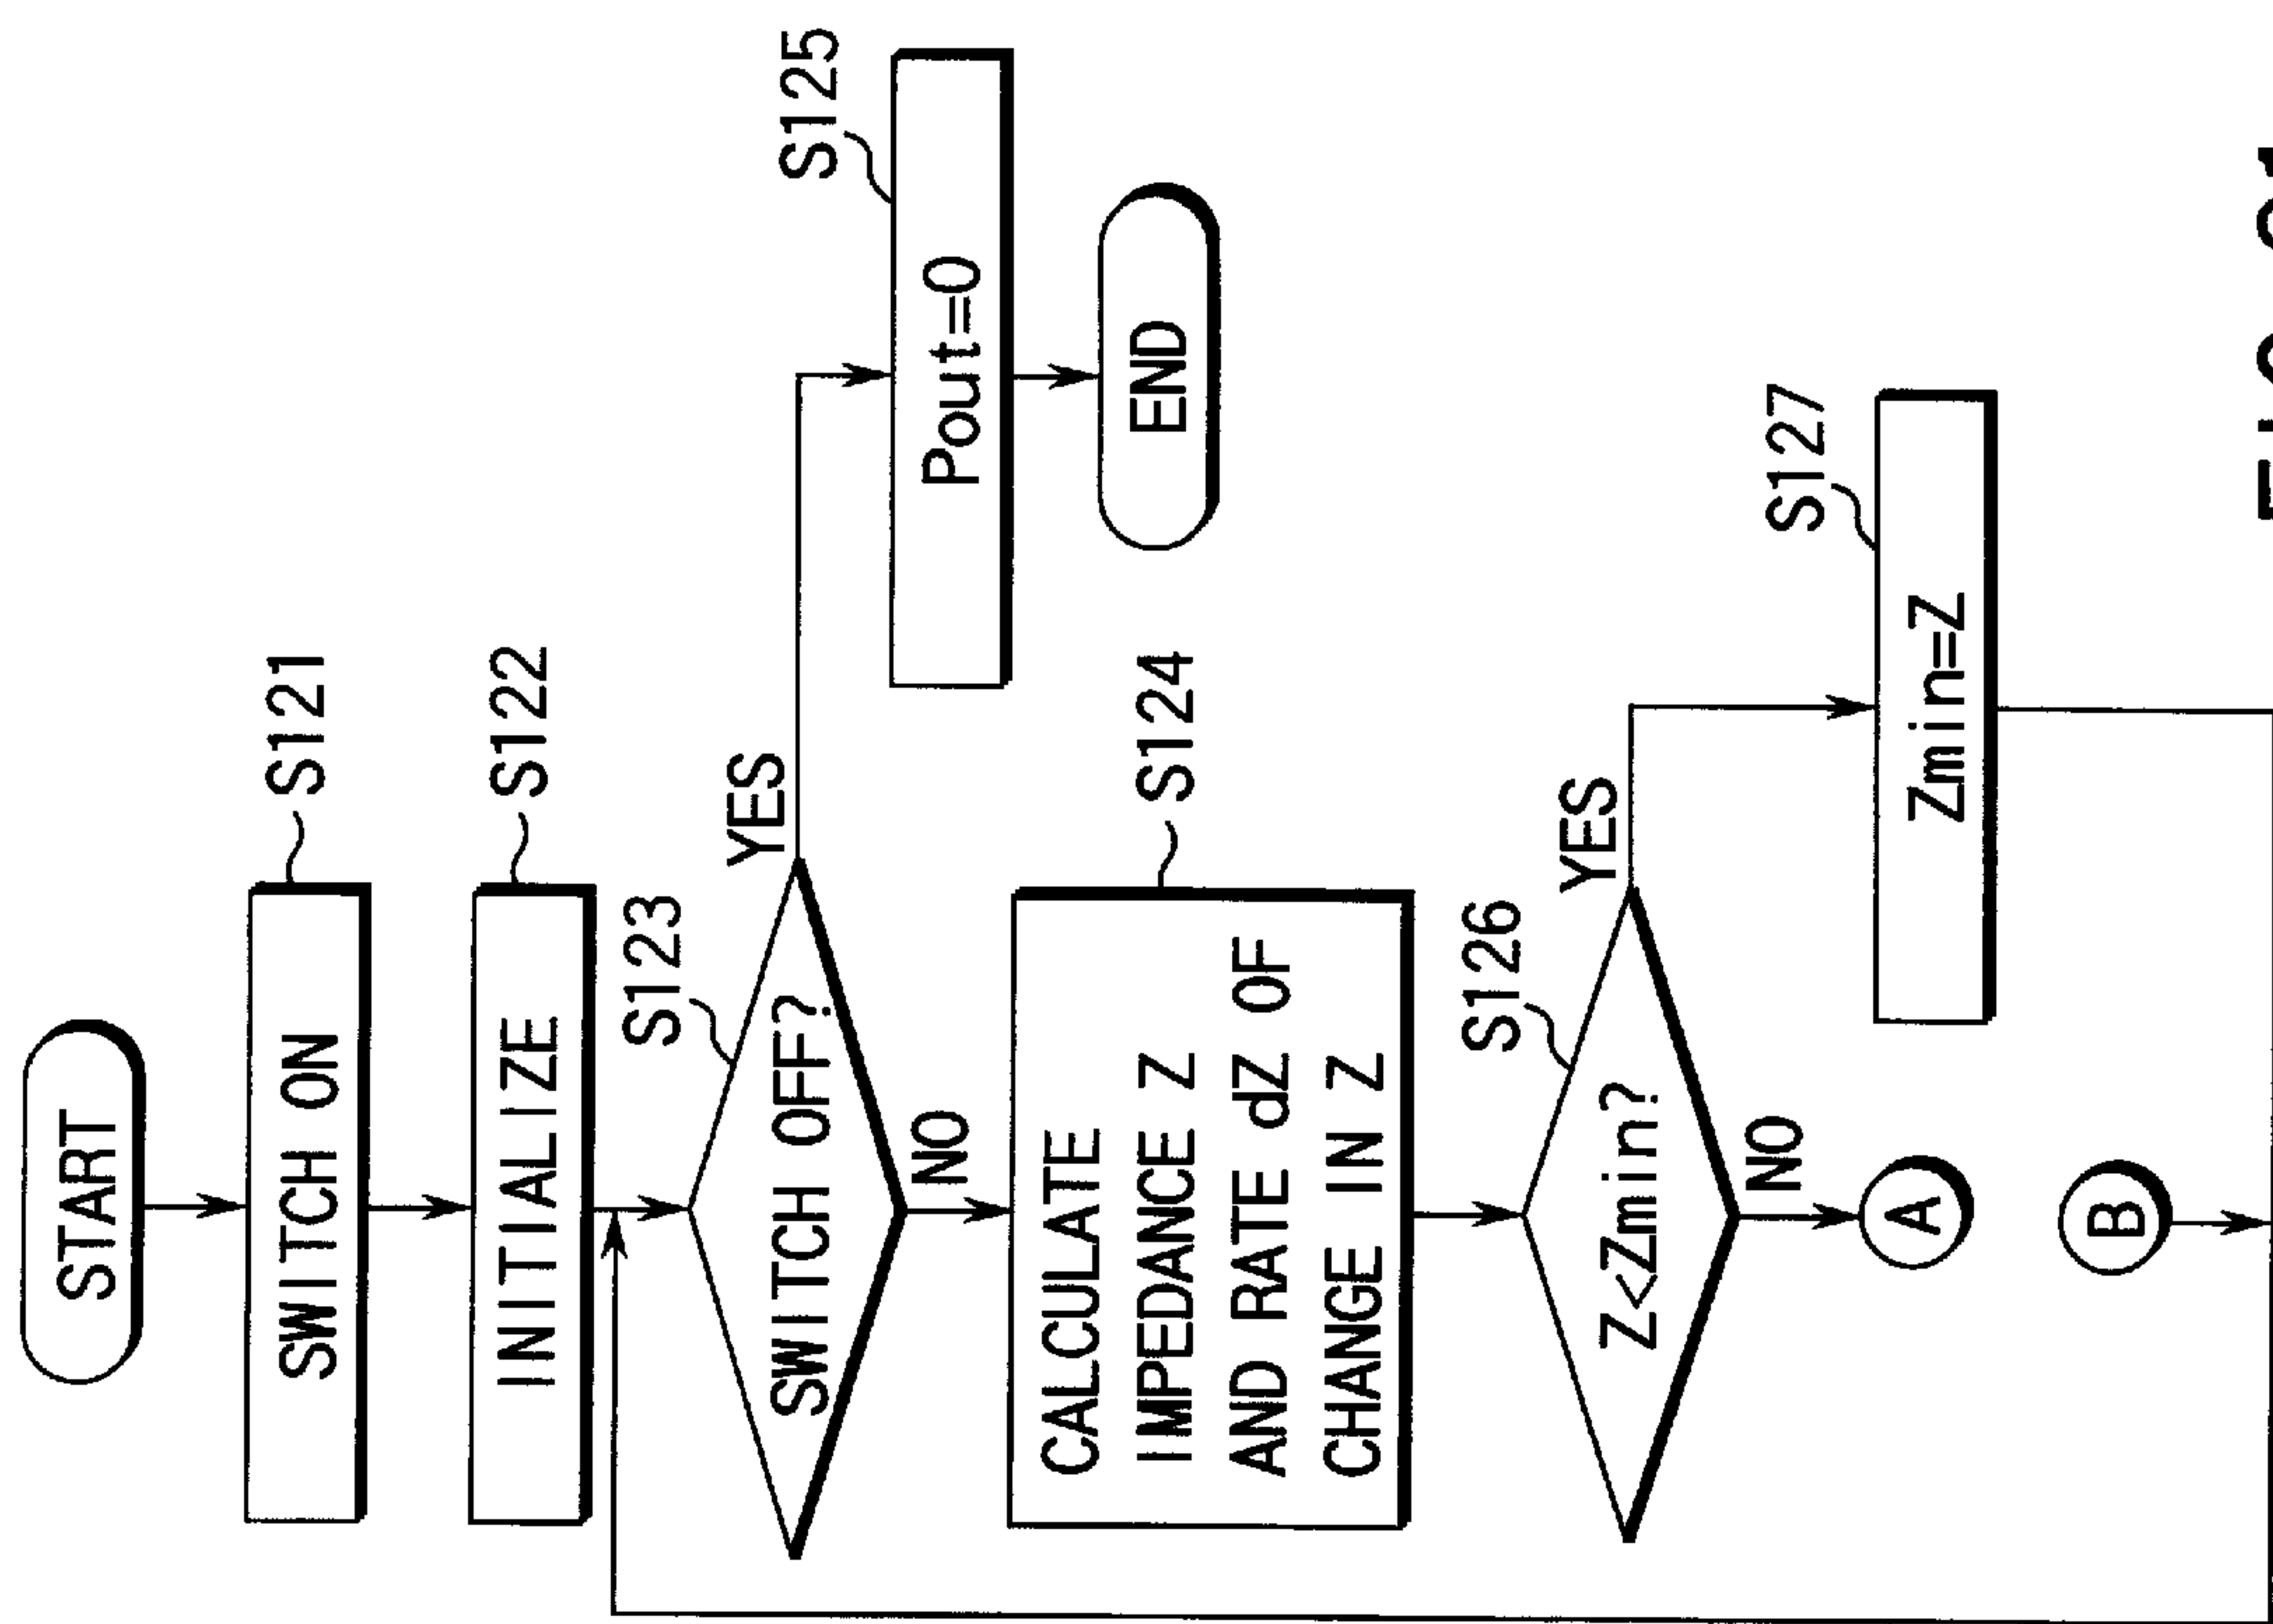 START
SWITCH ON
S121
INITIALIZE
S122
SWITCH OFF?
S123
YES
NO
Pout=0
S125
END
CALCULATE
IMPEDANCE Z
AND RATE dZ OF
CHANGE IN Z
S124
Z<Zmin?
S126
YES
NO
Zmin=Z
S127
A
B